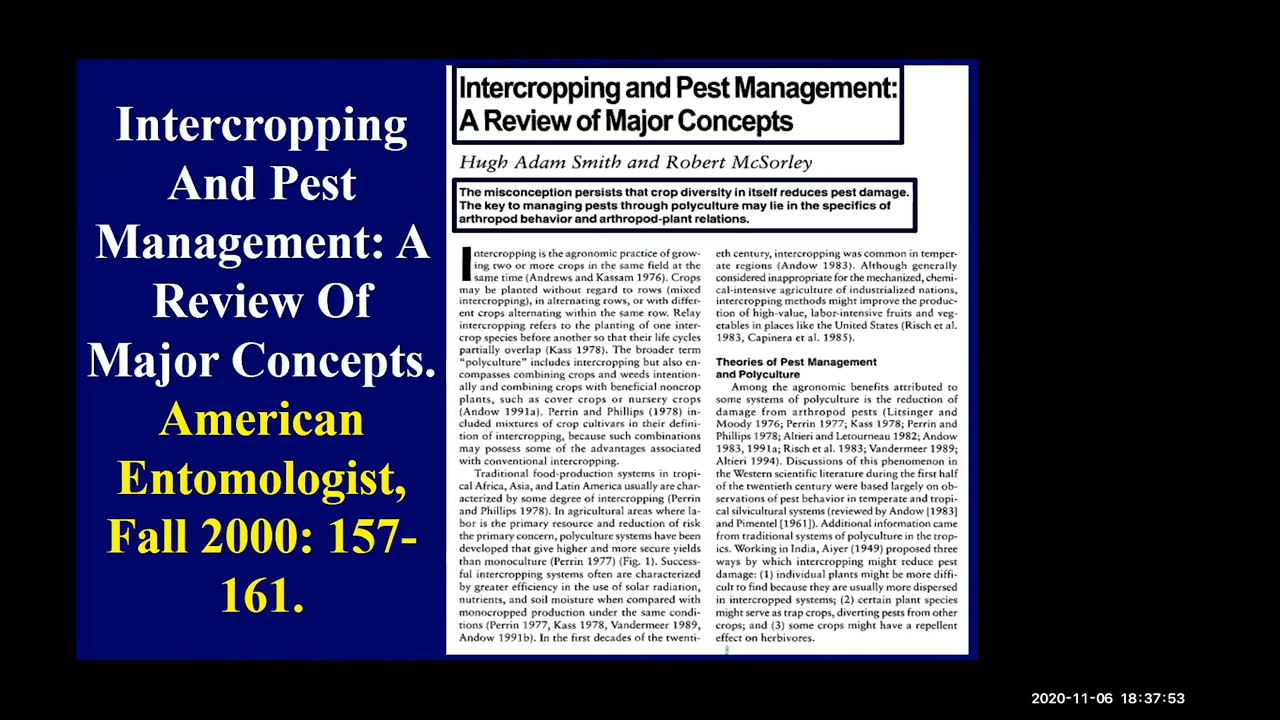 Intercropping
And Pest
Management: A
Review Of
Major Concepts.
American
Entomologist,
Fall 2000: 157-
161.
Intercropping and Pest Management:
A Review of Major Concepts
Hugh Adam Smith and Robert McSorley
The misconception persists that crop diversity in itself reduces pest damage.
The key to managing pests through polyculture may lie in the specifics of
arthropod behavior and arthropod-plant relations.
Intercropping is the agronomic practice of grow-
ing two or more crops in the same field at the
same time (Andrews and Kassam 1976). Crops
may be planted without regard to rows (mixed
intercropping), in alternating rows, or with differ-
ent crops alternating within the same row. Relay
intercropping refers to the planting of one inter-
crop species before another so that their life cycles
partially overlap (Kass 1978). The broader term
"polyculture" includes intercropping but also en-
compasses combining crops and weeds intention-
ally and combining crops with beneficial noncrop
plants, such as cover crops or nursery crops
(Andow 1991a). Perrin and Phillips (1978) in-
cluded mixtures of crop cultivars in their defini-
tion of intercropping, because such combinations
may possess some of the advantages associated
with conventional intercropping.
Traditional food-production systems in tropi-
cal Africa, Asia, and Latin America usually are char-
acterized by some degree of intercropping (Perrin
and Phillips 1978). In agricultural areas where la-
bor is the primary resource and reduction of risk
the primary concern, polyculture systems have been
developed that give higher and more secure yields
than monoculture (Perrin 1977) (Fig. 1). Success-
ful intercropping systems often are characterized
by greater efficiency in the use of solar radiation,
nutrients, and soil moisture when compared with
monocropped production under the same condi-
tions (Perrin 1977, Kass 1978, Vandermeer 1989,
Andow 1991b). In the first decades of the twenti-
eth century, intercropping was common in temper-
ate regions (Andow 1983). Although generally
considered inappropriate for the mechanized, chemi-
cal-intensive agriculture of industrialized nations,
intercropping methods might improve the produc-
tion of high-value, labor-intensive fruits and veg-
etables in places like the United States (Risch et al.
1983, Capinera et al. 1985).
Theories of Pest Management
and Polyculture
Among the agronomic benefits attributed to
some systems of polyculture is the reduction of
damage from arthropod pests (Litsinger and
Moody 1976; Perrin 1977; Kass 1978; Perrin and
Phillips 1978; Altieri and Letourneau 1982; Andow
1983, 1991a; Risch et al. 1983; Vandermeer 1989;
Altieri 1994). Discussions of this phenomenon in
the Western scientific literature during the first half
of the twentieth century were based largely on ob-
servations of pest behavior in temperate and tropi-
cal silvicultural systems (reviewed by Andow [1983]
and Pimentel [1961]). Additional information came
from traditional systems of polyculture in the trop-
ics. Working in India, Aiyer (1949) proposed three
ways by which intercropping might reduce pest
damage: (1) individual plants might be more diffi-
cult to find because they are usually more dispersed
in intercropped systems; (2) certain plant species
might serve as trap crops, diverting pests from other
crops; and (3) some crops might have a repellent
effect on herbivores.
2020-11-06 18:37:53